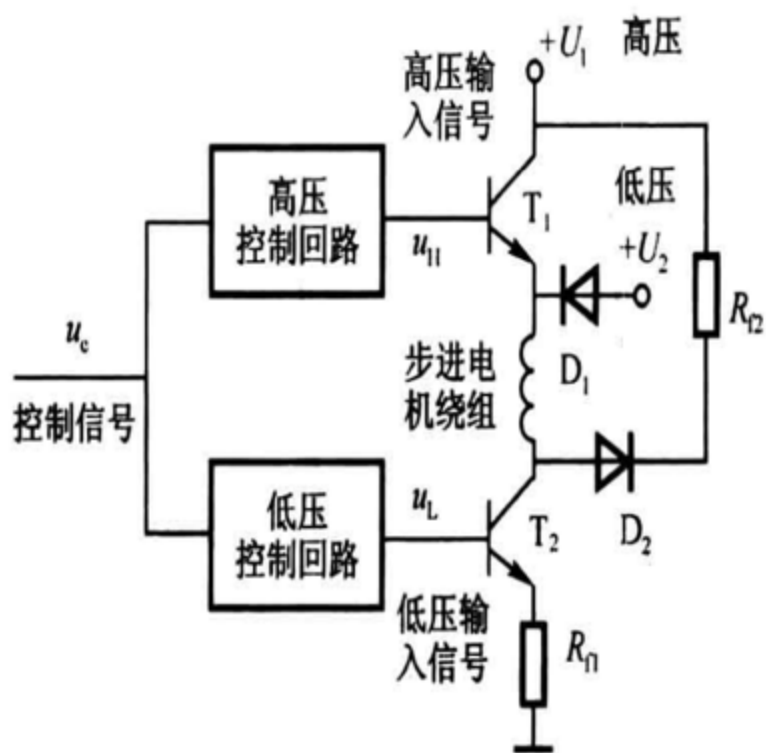 +U₁ 高压
高压输
入信号
高压
控制回路
u_H
T₁
低压
+U₂
R_f2
u_c
控制信号
步进电
机绕组
D₁
低压
控制回路
u_L
T₂
D₂
低压输
入信号
R_f1